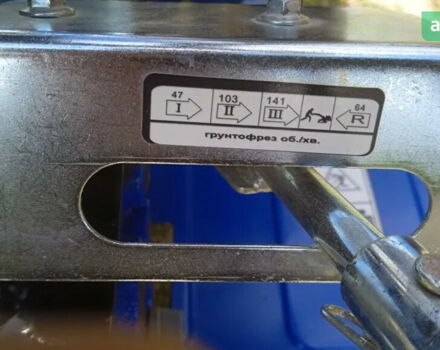 47 103 141 64
I II III R
грунтофрез об./хв.
a